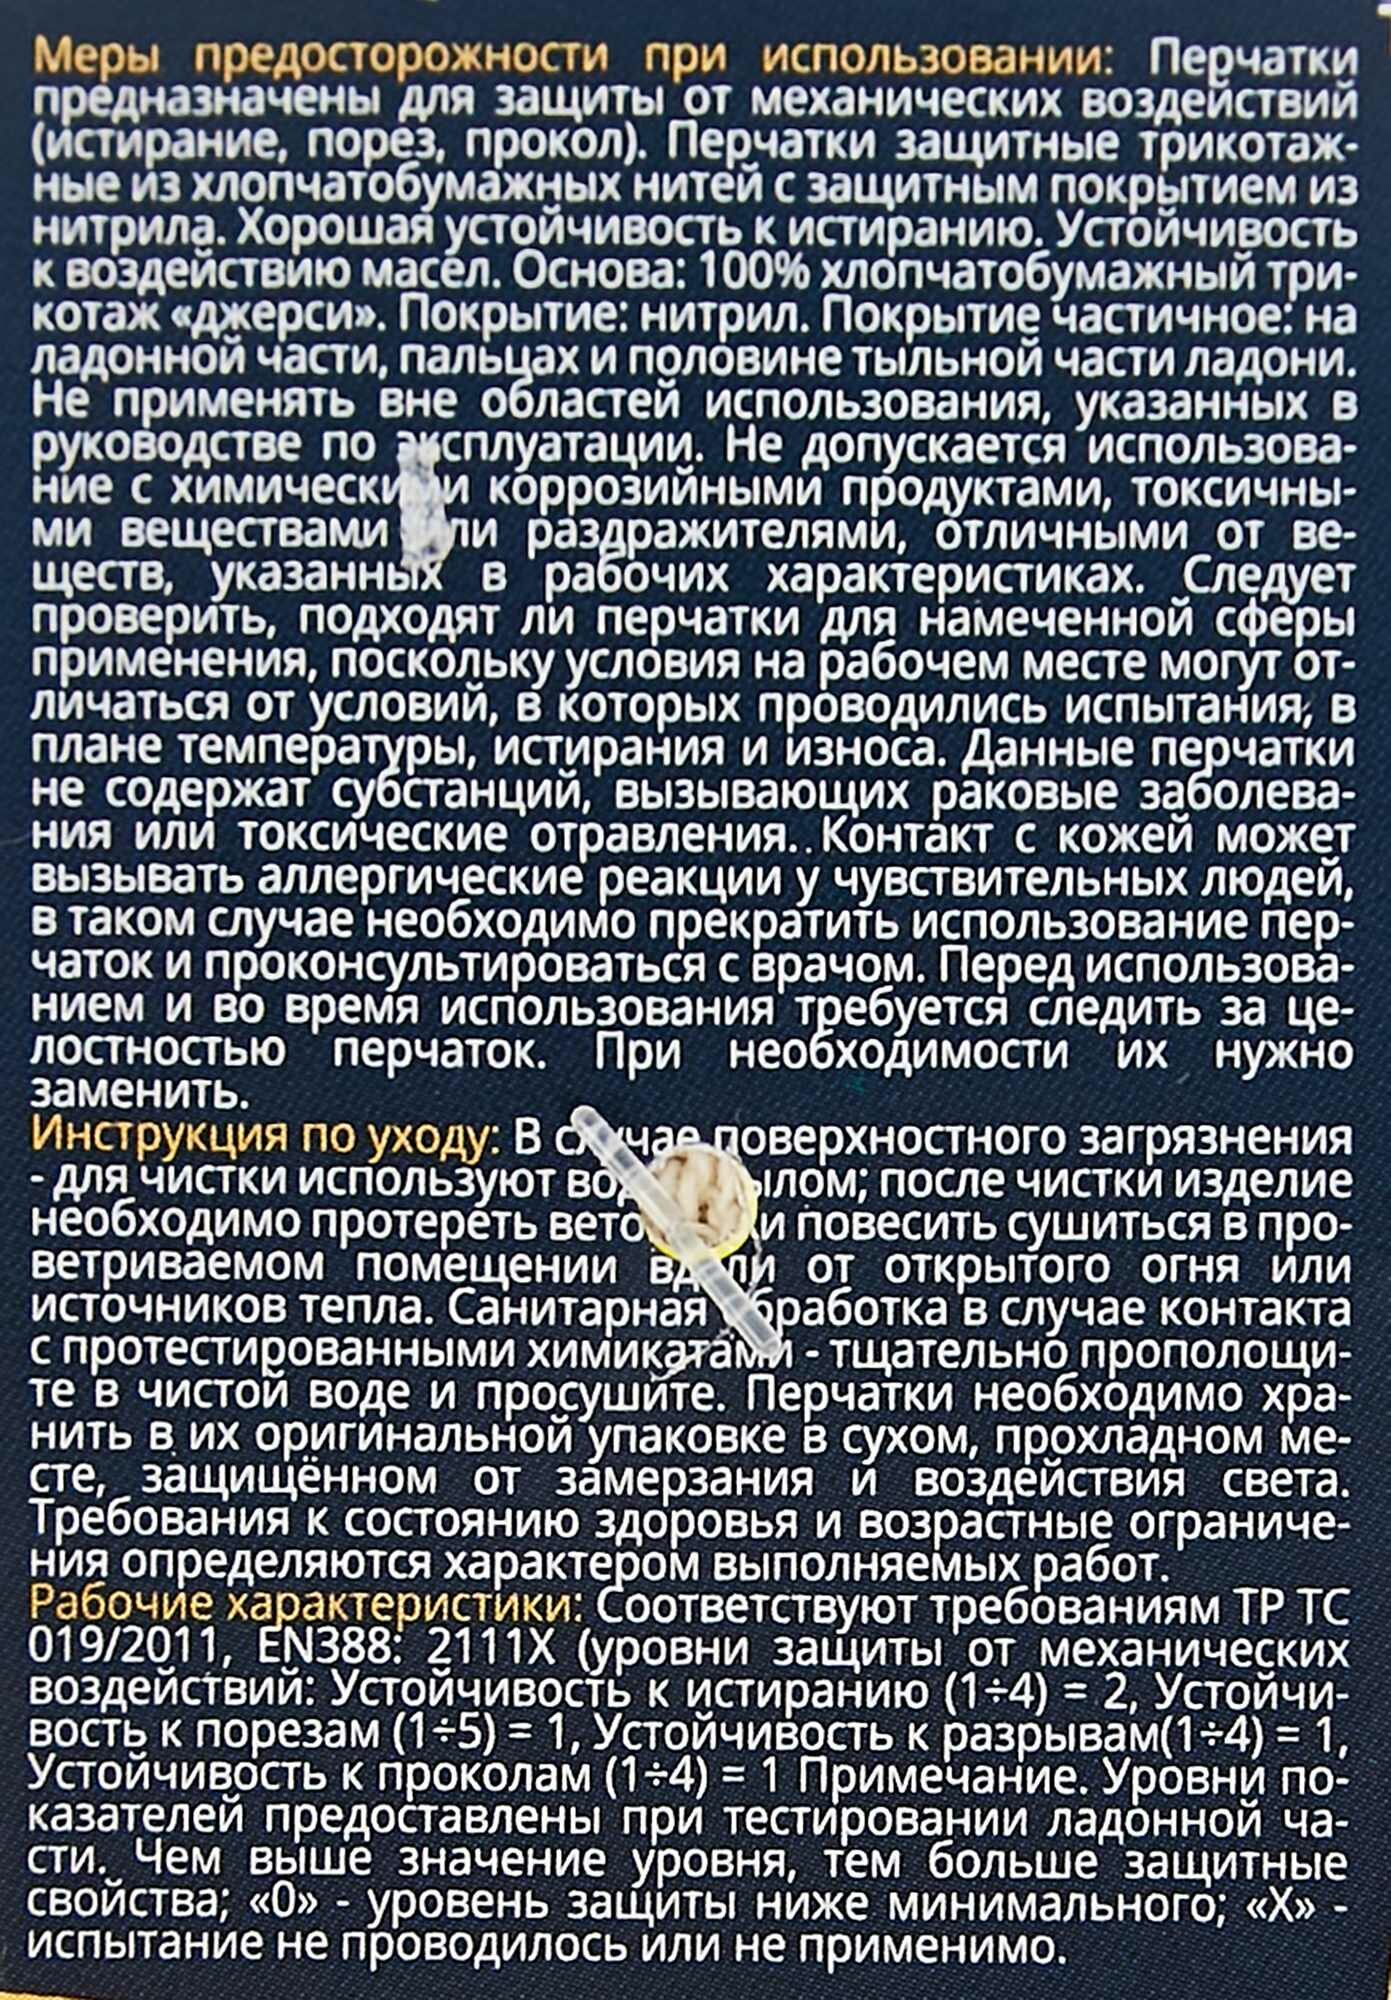 Меры предосторожности при использовании: Перчатки
предназначены для защиты от механических воздействий
(истирание, порез, прокол). Перчатки защитные трикотаж-
ные из хлопчатобумажных нитей с защитным покрытием из
нитрила. Хорошая устойчивость к истиранию. Устойчивость
к воздействию масел. Основа: 100% хлопчатобумажный три-
котаж «джерси». Покрытие: нитрил. Покрытие частичное: на
ладонной части, пальцах и половине тыльной части ладони.
Не применять вне областей использования, указанных в
руководстве по эксплуатации. Не допускается использова-
ние с химическими коррозийными продуктами, токсичны-
ми веществами или раздражителями, отличными от ве-
ществ, указанных в рабочих характеристиках. Следует
проверить, подходят ли перчатки для намеченной сферы
применения, поскольку условия на рабочем месте могут от-
личаться от условий, в которых проводились испытания, в
плане температуры, истирания и износа. Данные перчатки
не содержат субстанций, вызывающих раковые заболева-
ния или токсические отравления.. Контакт с кожей может
вызывать аллергические реакции у чувствительных людей,
в таком случае необходимо прекратить использование пер-
чаток и проконсультироваться с врачом. Перед использова-
нием и во время использования требуется следить за це-
лостностью перчаток. При необходимости их нужно
заменить.
Инструкция по уходу: В случае поверхностного загрязнения
- для чистки используют после чистки изделие
необходимо протереть и повесить сушиться в про-
ветриваемом помещении вдали от открытого огня или
источников тепла. Санитарная обработка в случае контакта
с протестированными химикатами - тщательно прополощи-
те в чистой воде и просушите. Перчатки необходимо хра-
нить в их оригинальной упаковке в сухом, прохладном ме-
сте, защищённом от замерзания и воздействия света.
Требования к состоянию здоровья и возрастные ограниче-
ния определяются характером выполняемых работ.
Рабочие характеристики: Соответствуют требованиям ТР ТС
019/2011, EN388: 2111X (уровни защиты от механических
воздействий: Устойчивость к истиранию (1÷4) = 2, Устойчи-
вость к порезам (1÷5) = 1, Устойчивость к разрывам(1÷4) = 1,
Устойчивость к проколам (1÷4) = 1 Примечание. Уровни по-
казателей предоставлены при тестировании ладонной ча-
сти. Чем выше значение уровня, тем больше защитные
свойства; «0» - уровень защиты ниже минимального; «Х» -
испытание не проводилось или не применимо.